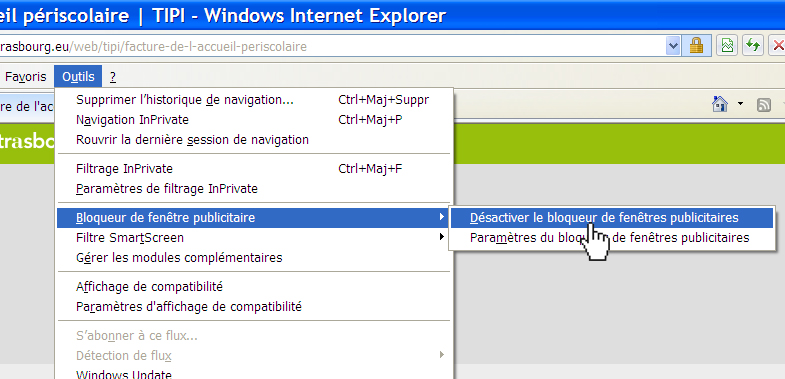 eil périscolaire | TIPI - Windows Internet Explorer
rasbourg.eu/web/tipi/facture-de-l-accueil-periscolaire
Favoris Outils ?
re de l'ac
trasbo
Supprimer l'historique de navigation... Ctrl+Maj+Suppr
Navigation InPrivate Ctrl+Maj+P
Rouvrir la dernière session de navigation
Filtrage InPrivate Ctrl+Maj+F
Paramètres de filtrage InPrivate
Bloqueur de fenêtre publicitaire
Désactiver le bloqueur de fenêtres publicitaires
Filtre SmartScreen
Paramètres du bloq de fenêtres publicitaires
Gérer les modules complémentaires
Affichage de compatibilité
Paramètres d'affichage de compatibilité
S'abonner à ce flux...
Détection de flux
Windows Update